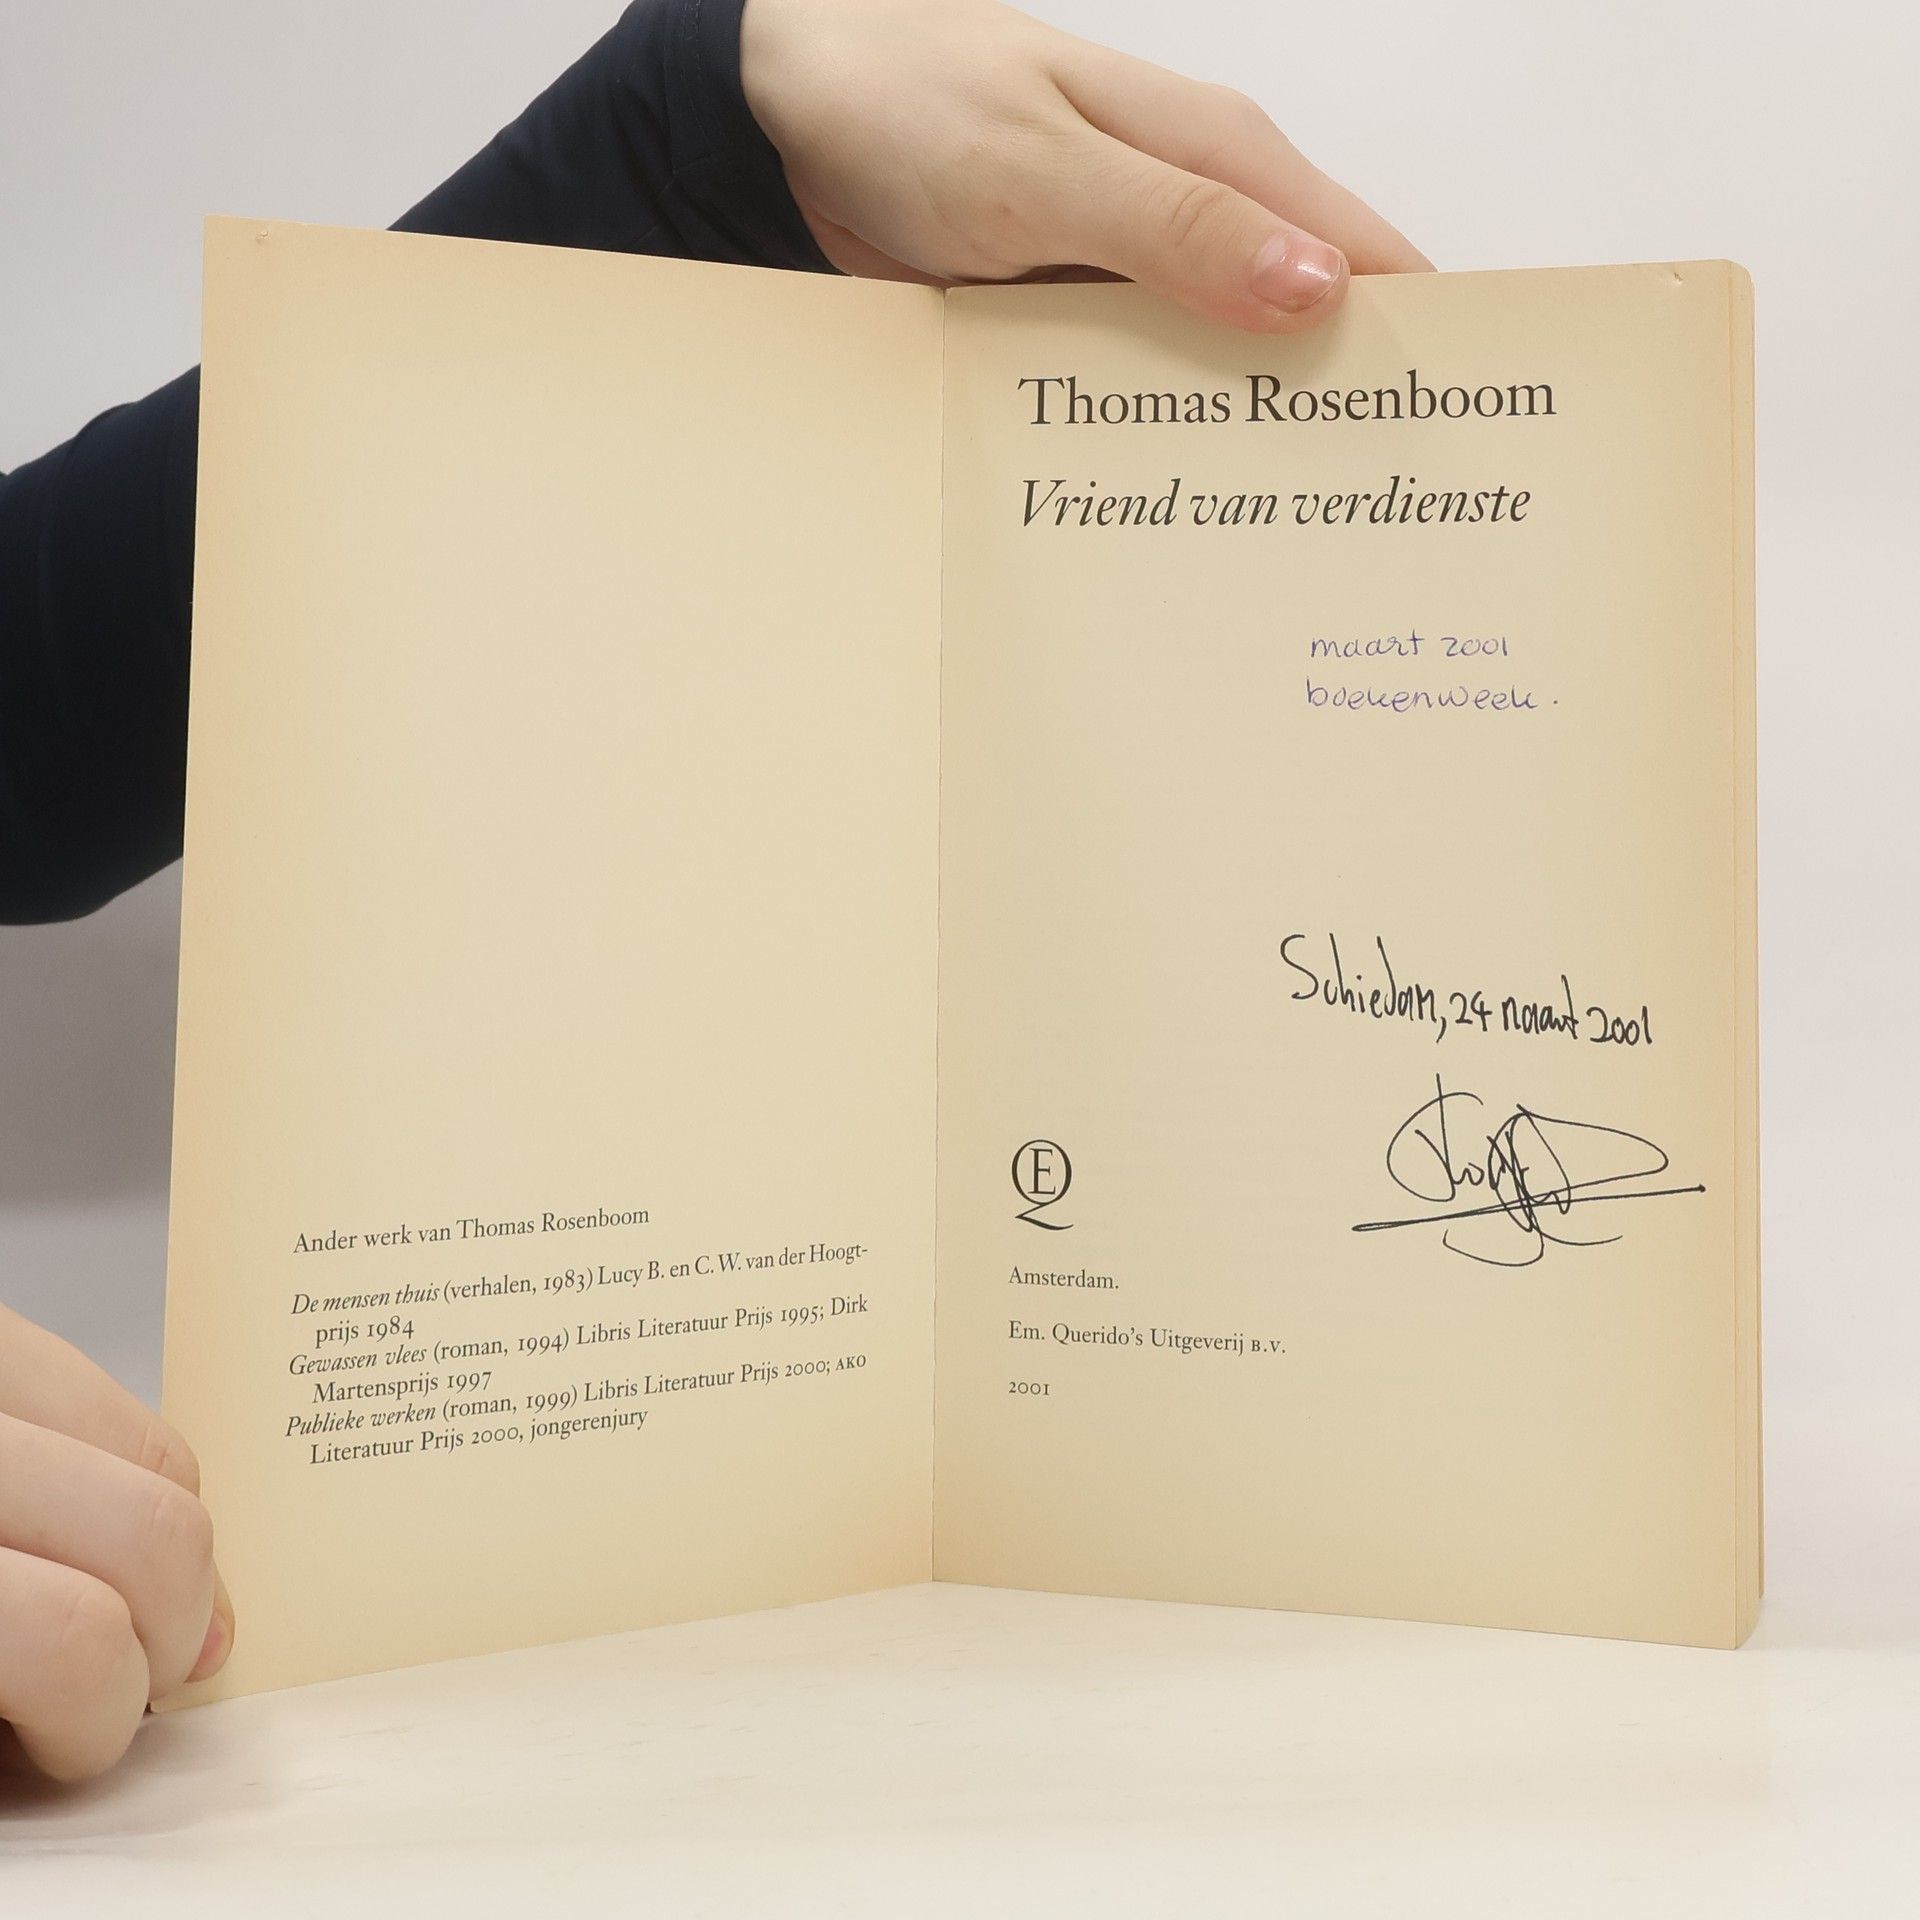 Ander werk van Thomas Rosenboom
De mensen thuis (verhalen, 1983) Lucy B. en C.W. van der Hoogt-
prijs 1984
Gewassen vlees (roman, 1994) Libris Literatuur Prijs 1995; Dirk
Martensprijs 1997
Publieke werken (roman, 1999) Libris Literatuur Prijs 2000; AKO
Literatuur Prijs 2000, jongerenjury
Thomas Rosenboom
Vriend van verdienste
maart 2001
boekenweek.
Schiedam, 24 maart 2001
EQ
Amsterdam.
Em. Querido's Uitgeverij B.V.
2001